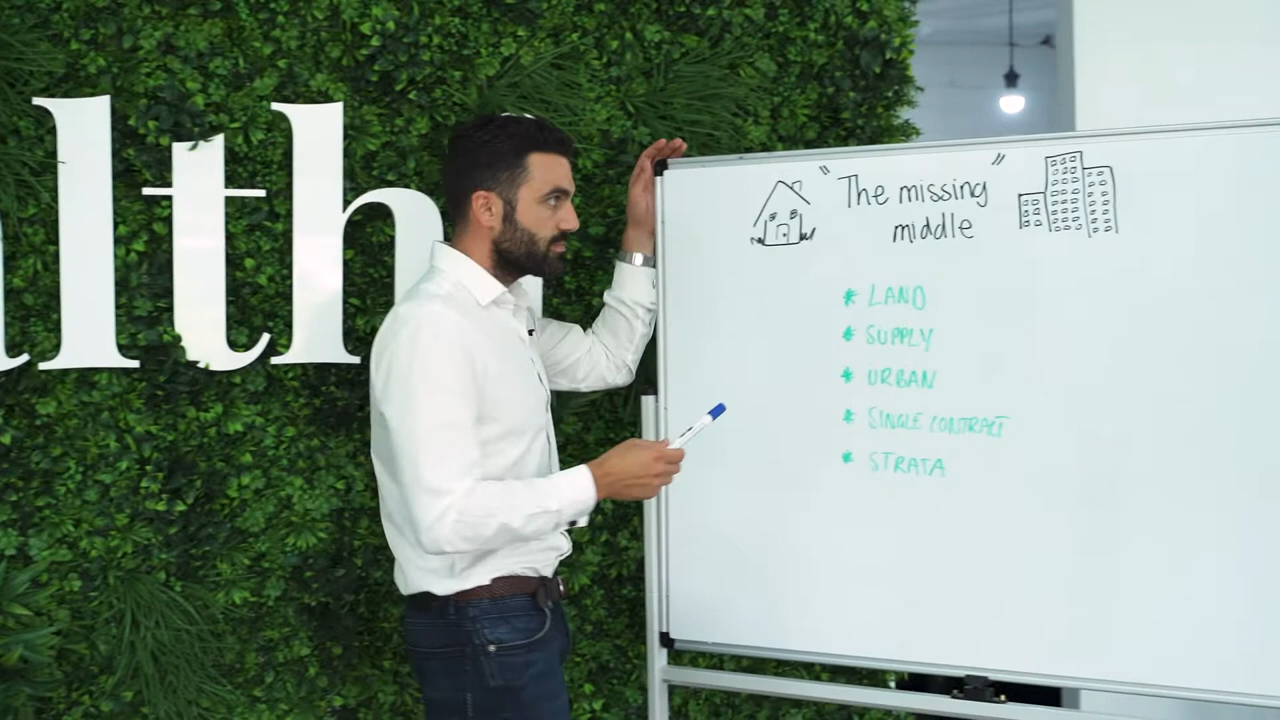 lth
" The missing "
middle
* LAND
* SUPPLY
* URBAN
* SINGLE CONTRACT
* STRATA